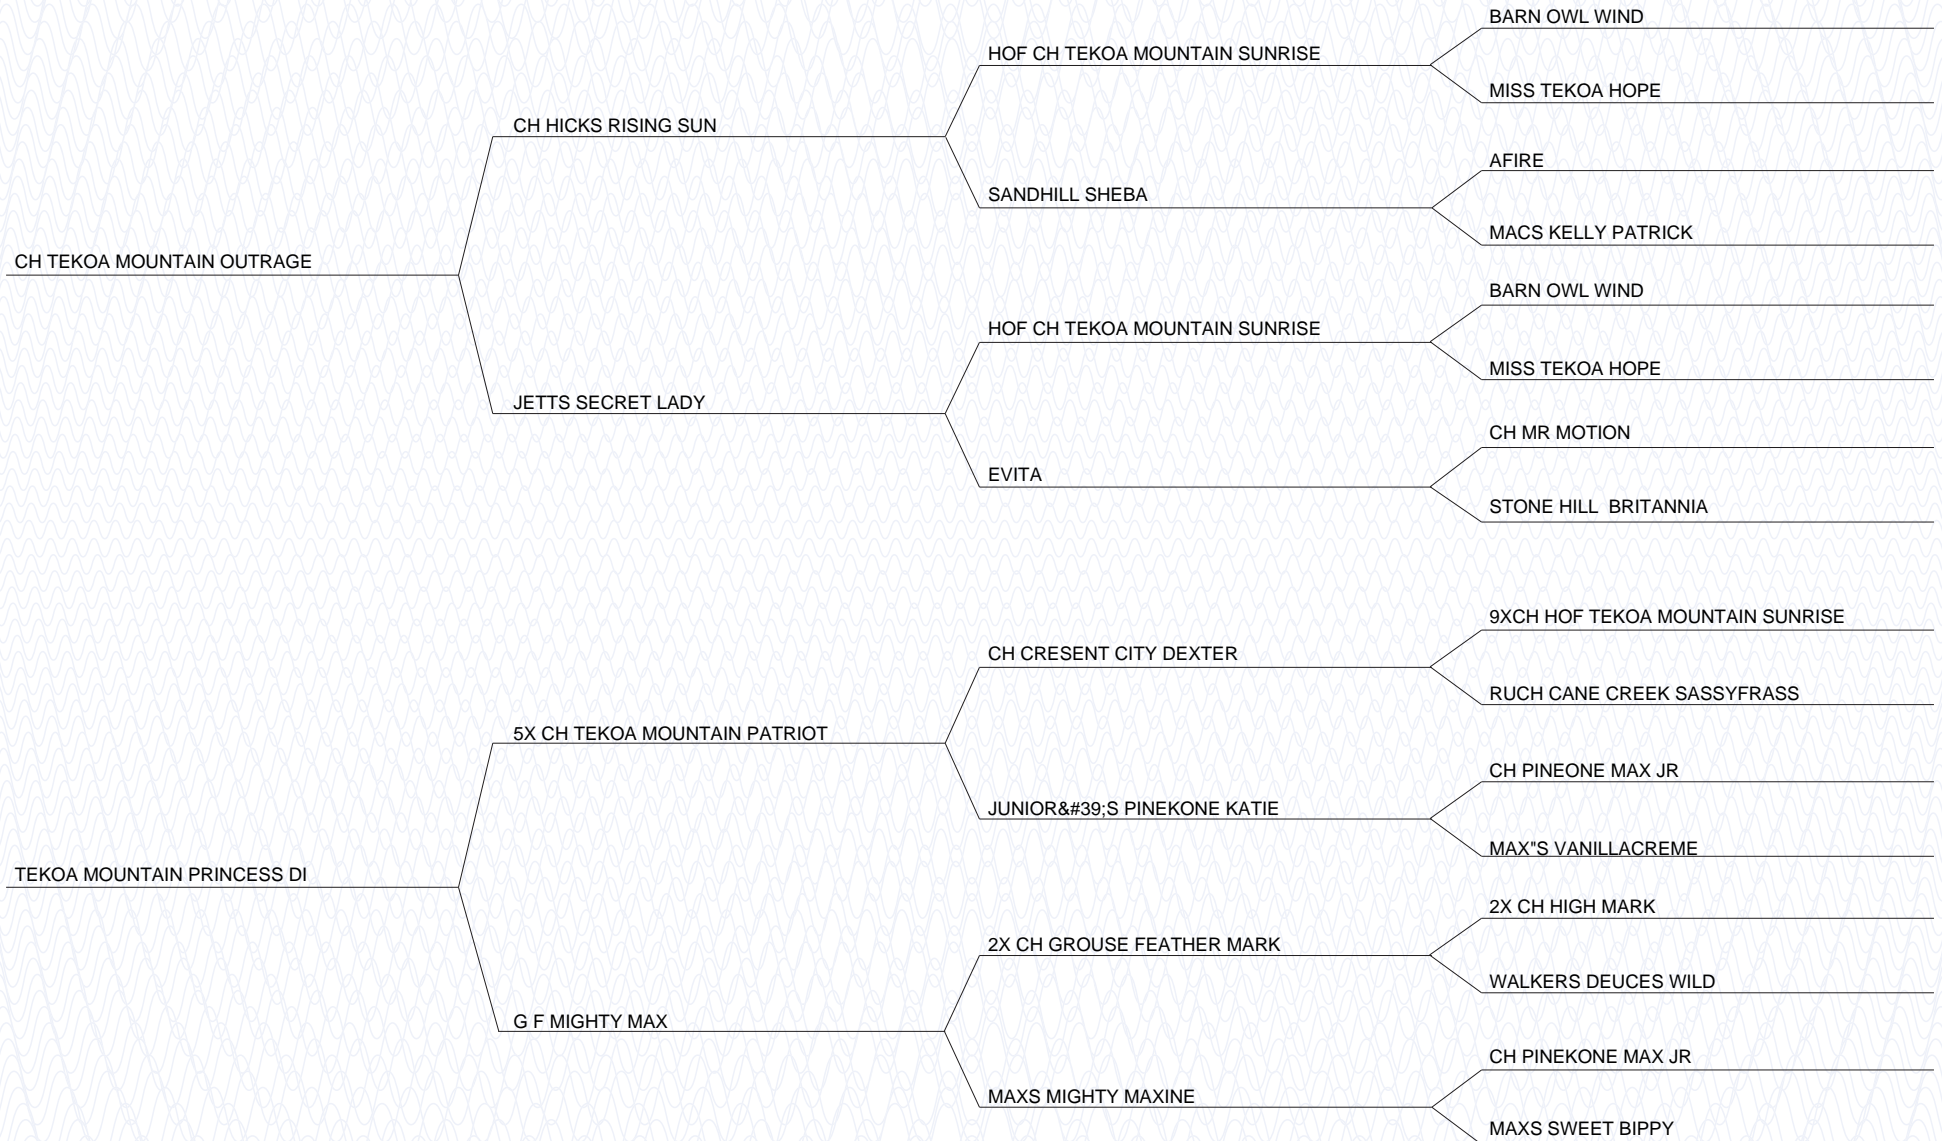 BARN OWL WIND
HOF CH TEKOA MOUNTAIN SUNRISE
MISS TEKOA HOPE
CH HICKS RISING SUN
AFIRE
SANDHILL SHEBA
MACS KELLY PATRICK
CH TEKOA MOUNTAIN OUTRAGE
BARN OWL WIND
HOF CH TEKOA MOUNTAIN SUNRISE
MISS TEKOA HOPE
JETTS SECRET LADY
CH MR MOTION
EVITA
STONE HILL  BRITANNIA
9XCH HOF TEKOA MOUNTAIN SUNRISE
CH CRESENT CITY DEXTER
RUCH CANE CREEK SASSYFRASS
5X CH TEKOA MOUNTAIN PATRIOT
CH PINEONE MAX JR
JUNIOR&#39;S PINEKONE KATIE
MAX"S VANILLACREME
TEKOA MOUNTAIN PRINCESS DI
2X CH HIGH MARK
2X CH GROUSE FEATHER MARK
WALKERS DEUCES WILD
G F MIGHTY MAX
CH PINEKONE MAX JR
MAXS MIGHTY MAXINE
MAXS SWEET BIPPY